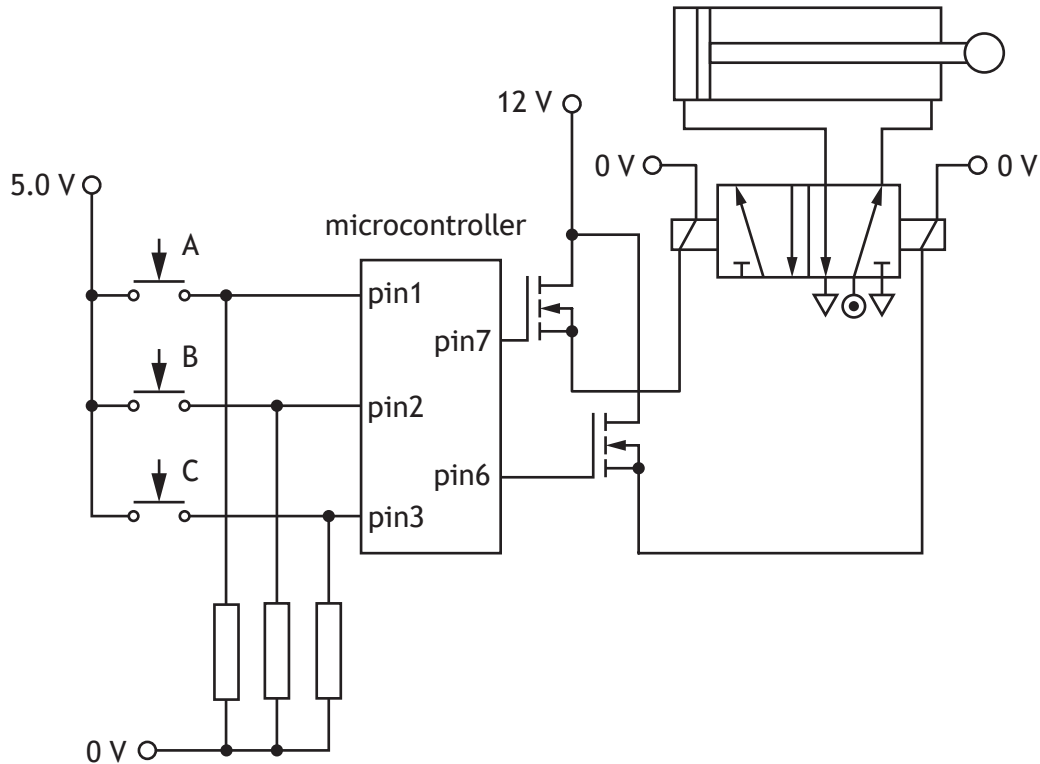 12 V
0 V
0 V
5.0 V
microcontroller
A
pin1
pin7
B
pin2
pin6
C
pin3
0 V